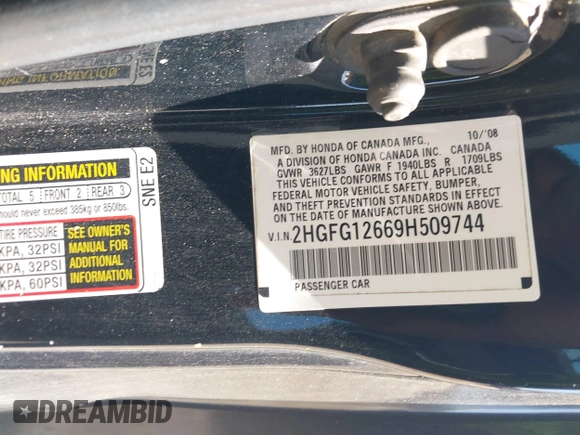 MFD. BY HONDA OF CANADA MFG., 10/'08
A DIVISION OF HONDA CANADA INC. CANADA
GVWR 3627LBS GAWR F 1940LBS R 1709LBS
THIS VEHICLE CONFORMS TO ALL APPLICABLE
FEDERAL MOTOR VEHICLE SAFETY, BUMPER,
AND THEFT PREVENTION STANDARDS IN EFFECT
ON THE DATE OF MANUFACTURE SHOWN ABOVE.
V.I.N. 2HGFG12669H509744
PASSENGER CAR
ING INFORMATION
TOTAL 5 FRONT 2 REAR 3
should never exceed 385kg or 850lbs.
TIRE PRESSURE
KPA, 32PSI
KPA, 32PSI
KPA, 60PSI
SEE OWNER'S
MANUAL FOR
ADDITIONAL
INFORMATION
SNE E2
DREAMBID